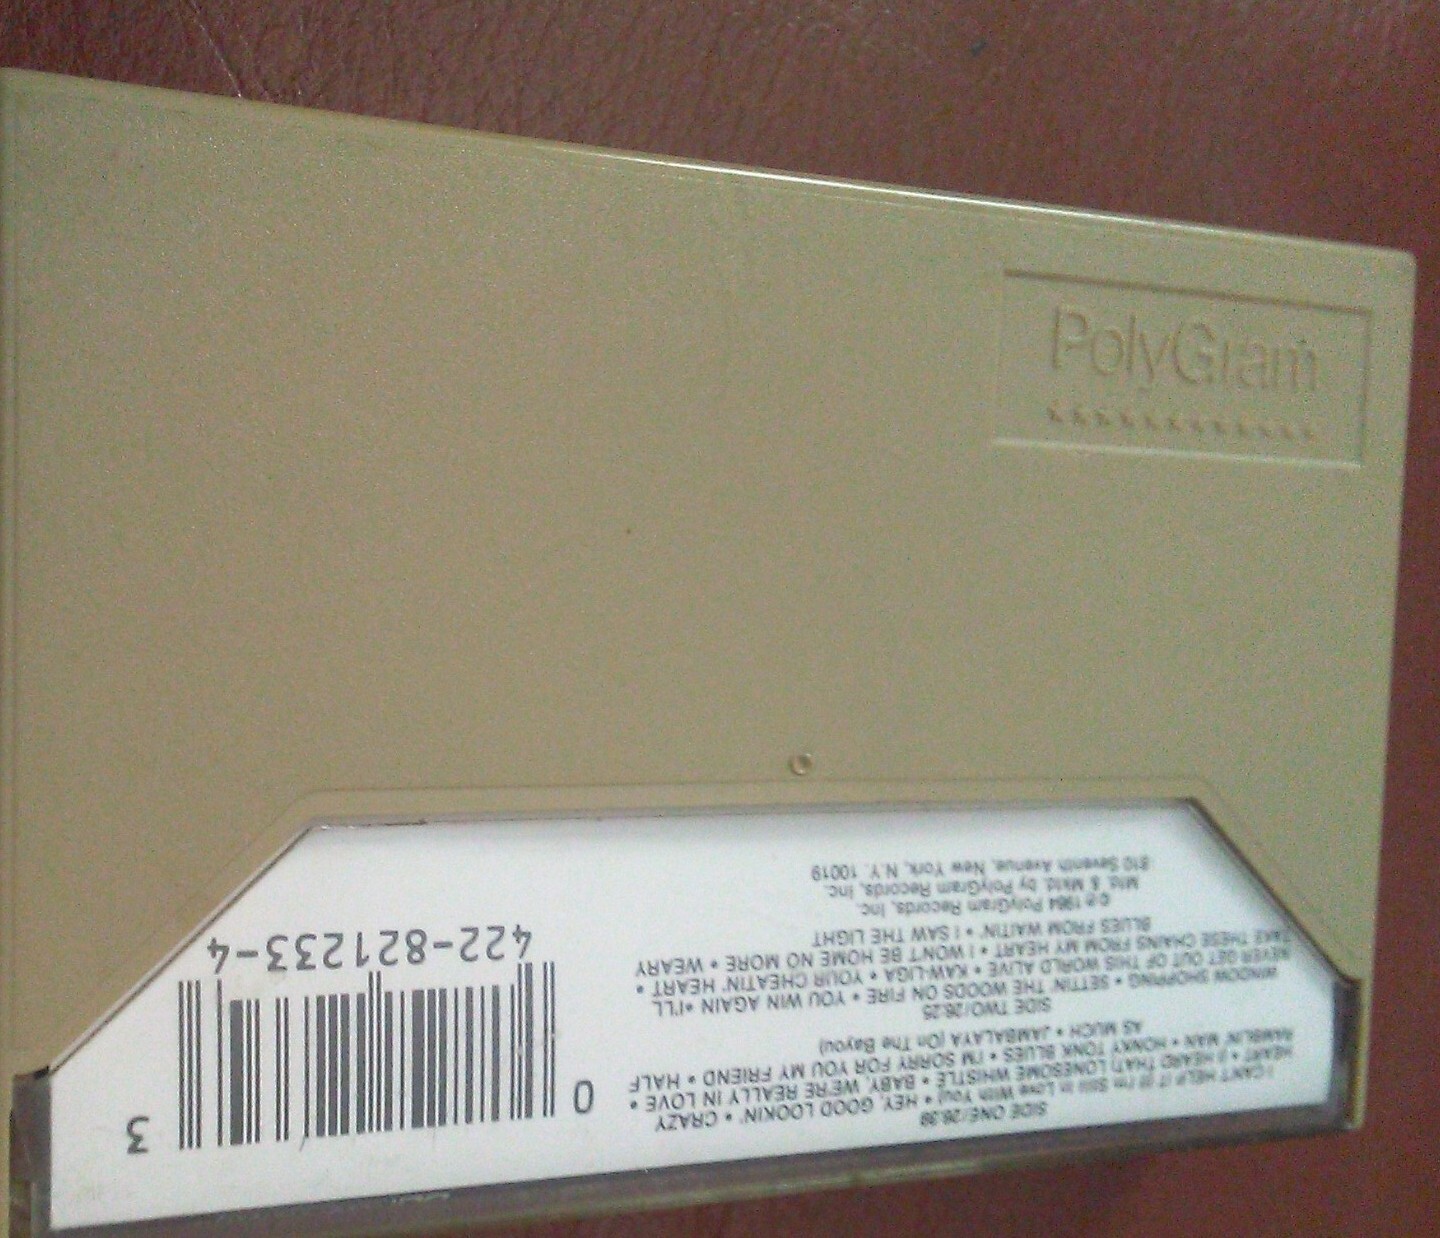 PolyGram
SIDE ONE/26:39
I CAN'T HELP IT (If I'm Still In Love With You) • HEY, GOOD LOOKIN' • CRAZY
HEART • (I HEARD THAT) LONESOME WHISTLE • BABY, WE'RE REALLY IN LOVE •
RAMBLIN' MAN • HONKY TONK BLUES • I'M SORRY FOR YOU MY FRIEND • HALF
AS MUCH • JAMBALAYA (On The Bayou)
SIDE TWO/26:25
WINDOW SHOPPING • SETTIN' THE WOODS ON FIRE • YOU WIN AGAIN • I'LL
NEVER GET OUT OF THIS WORLD ALIVE • KAW-LIGA • YOUR CHEATIN' HEART •
TAKE THESE CHAINS FROM MY HEART • I WON'T BE HOME NO MORE • WEARY
BLUES FROM WAITIN' • I SAW THE LIGHT
℗© 1984 PolyGram Records, Inc.
Mfd. & Mktd. by PolyGram Records, Inc.
810 Seventh Avenue, New York, N.Y. 10019
0 3
422-821233-4